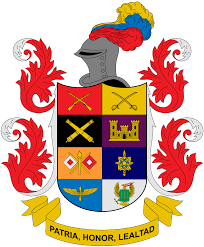 PATRIA, HONOR, LEALTAD